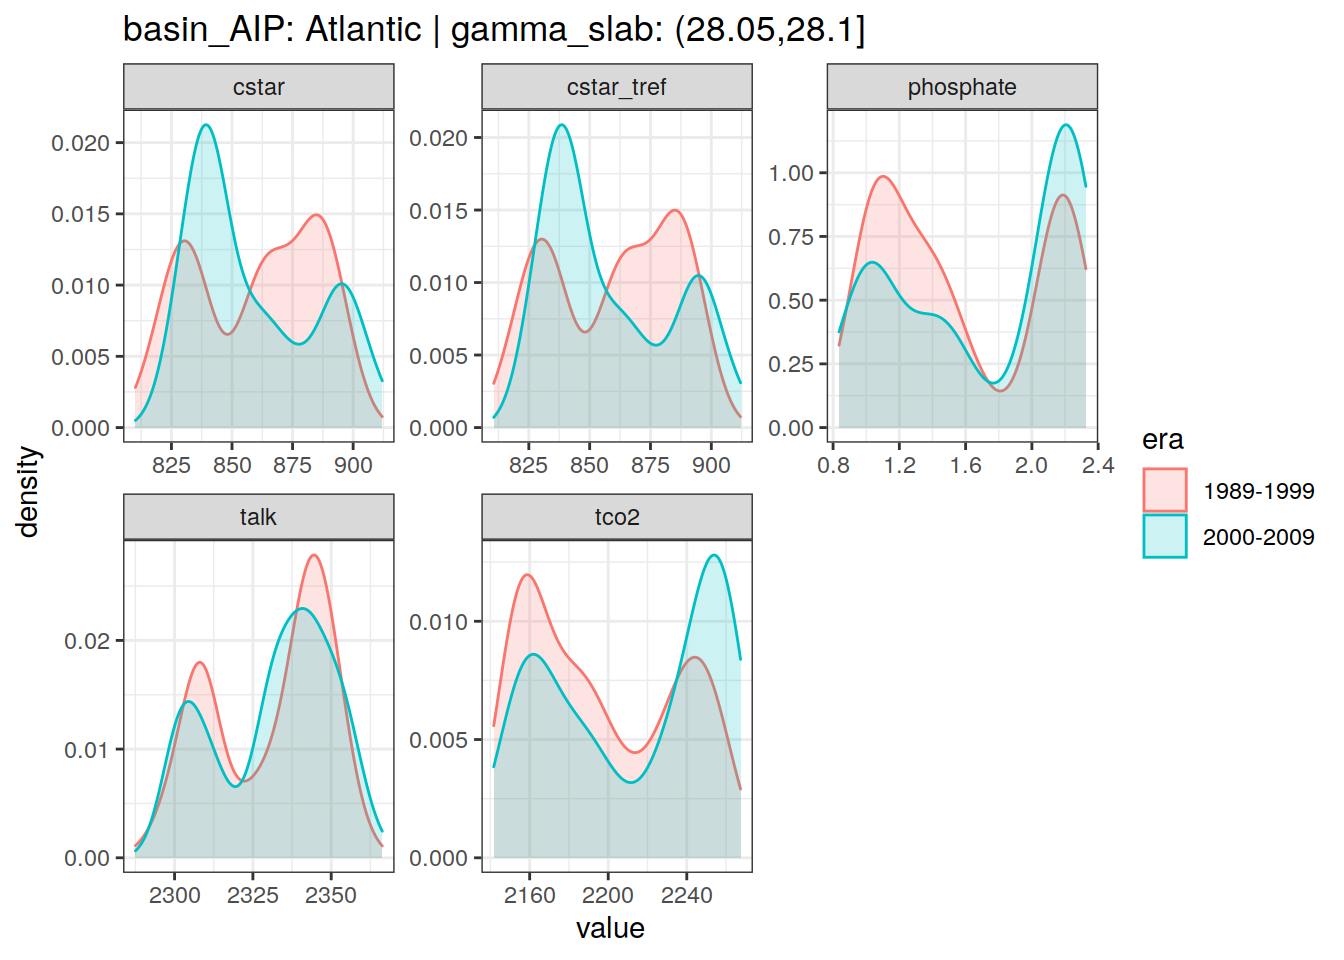 basin_AIP: Atlantic | gamma_slab: (28.05,28.1]
cstar
cstar_tref
phosphate
0.020
0.015
0.010
0.005
0.000
0.020
0.015
0.010
0.005
0.000
1.00
0.75
0.50
0.25
0.00
825 850 875 900
825 850 875 900
0.8 1.2 1.6 2.0 2.4
talk
tco2
0.02
0.01
0.00
0.010
0.005
0.000
2300 2325 2350
2160 2200 2240
density
value
era
1989-1999
2000-2009